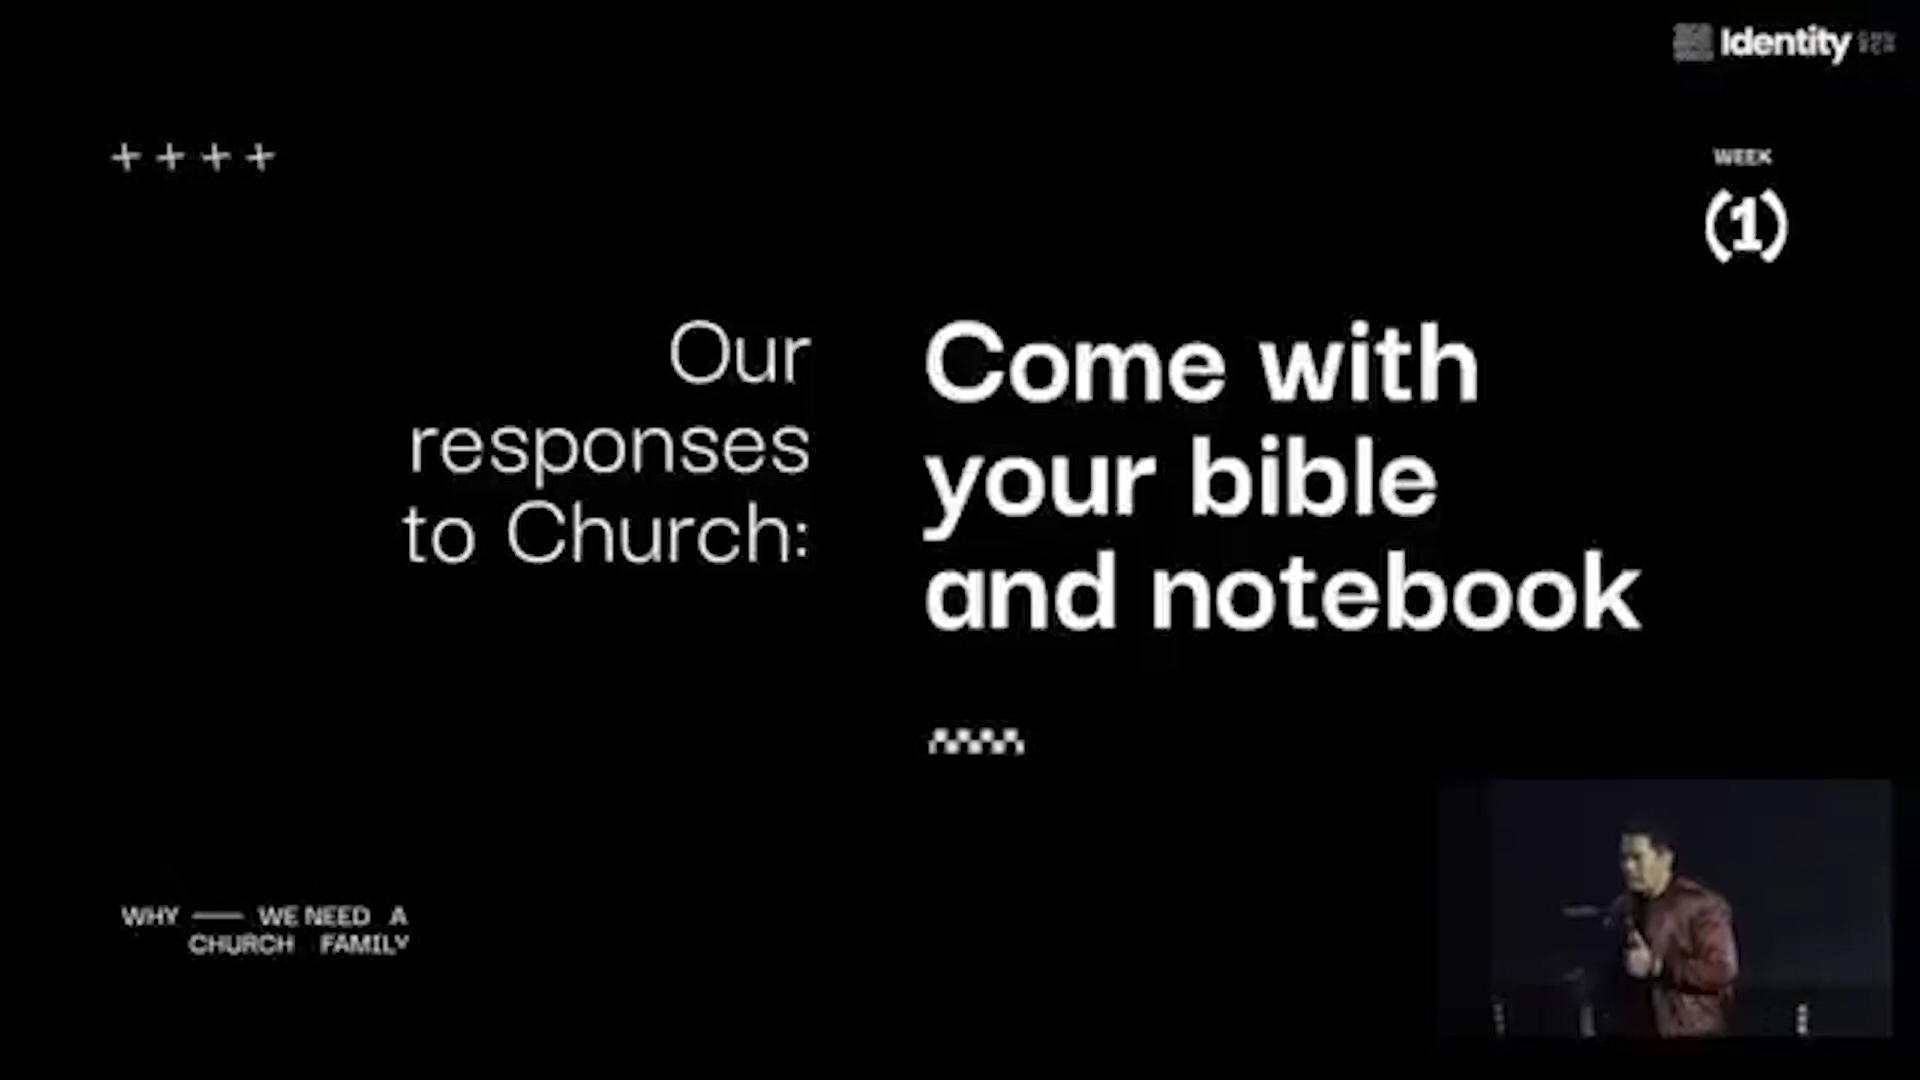 Identity
++++
WEEK
(1)
Our
responses
to Church:
Come with
your bible
and notebook
WHY — WE NEED A
CHURCH FAMILY